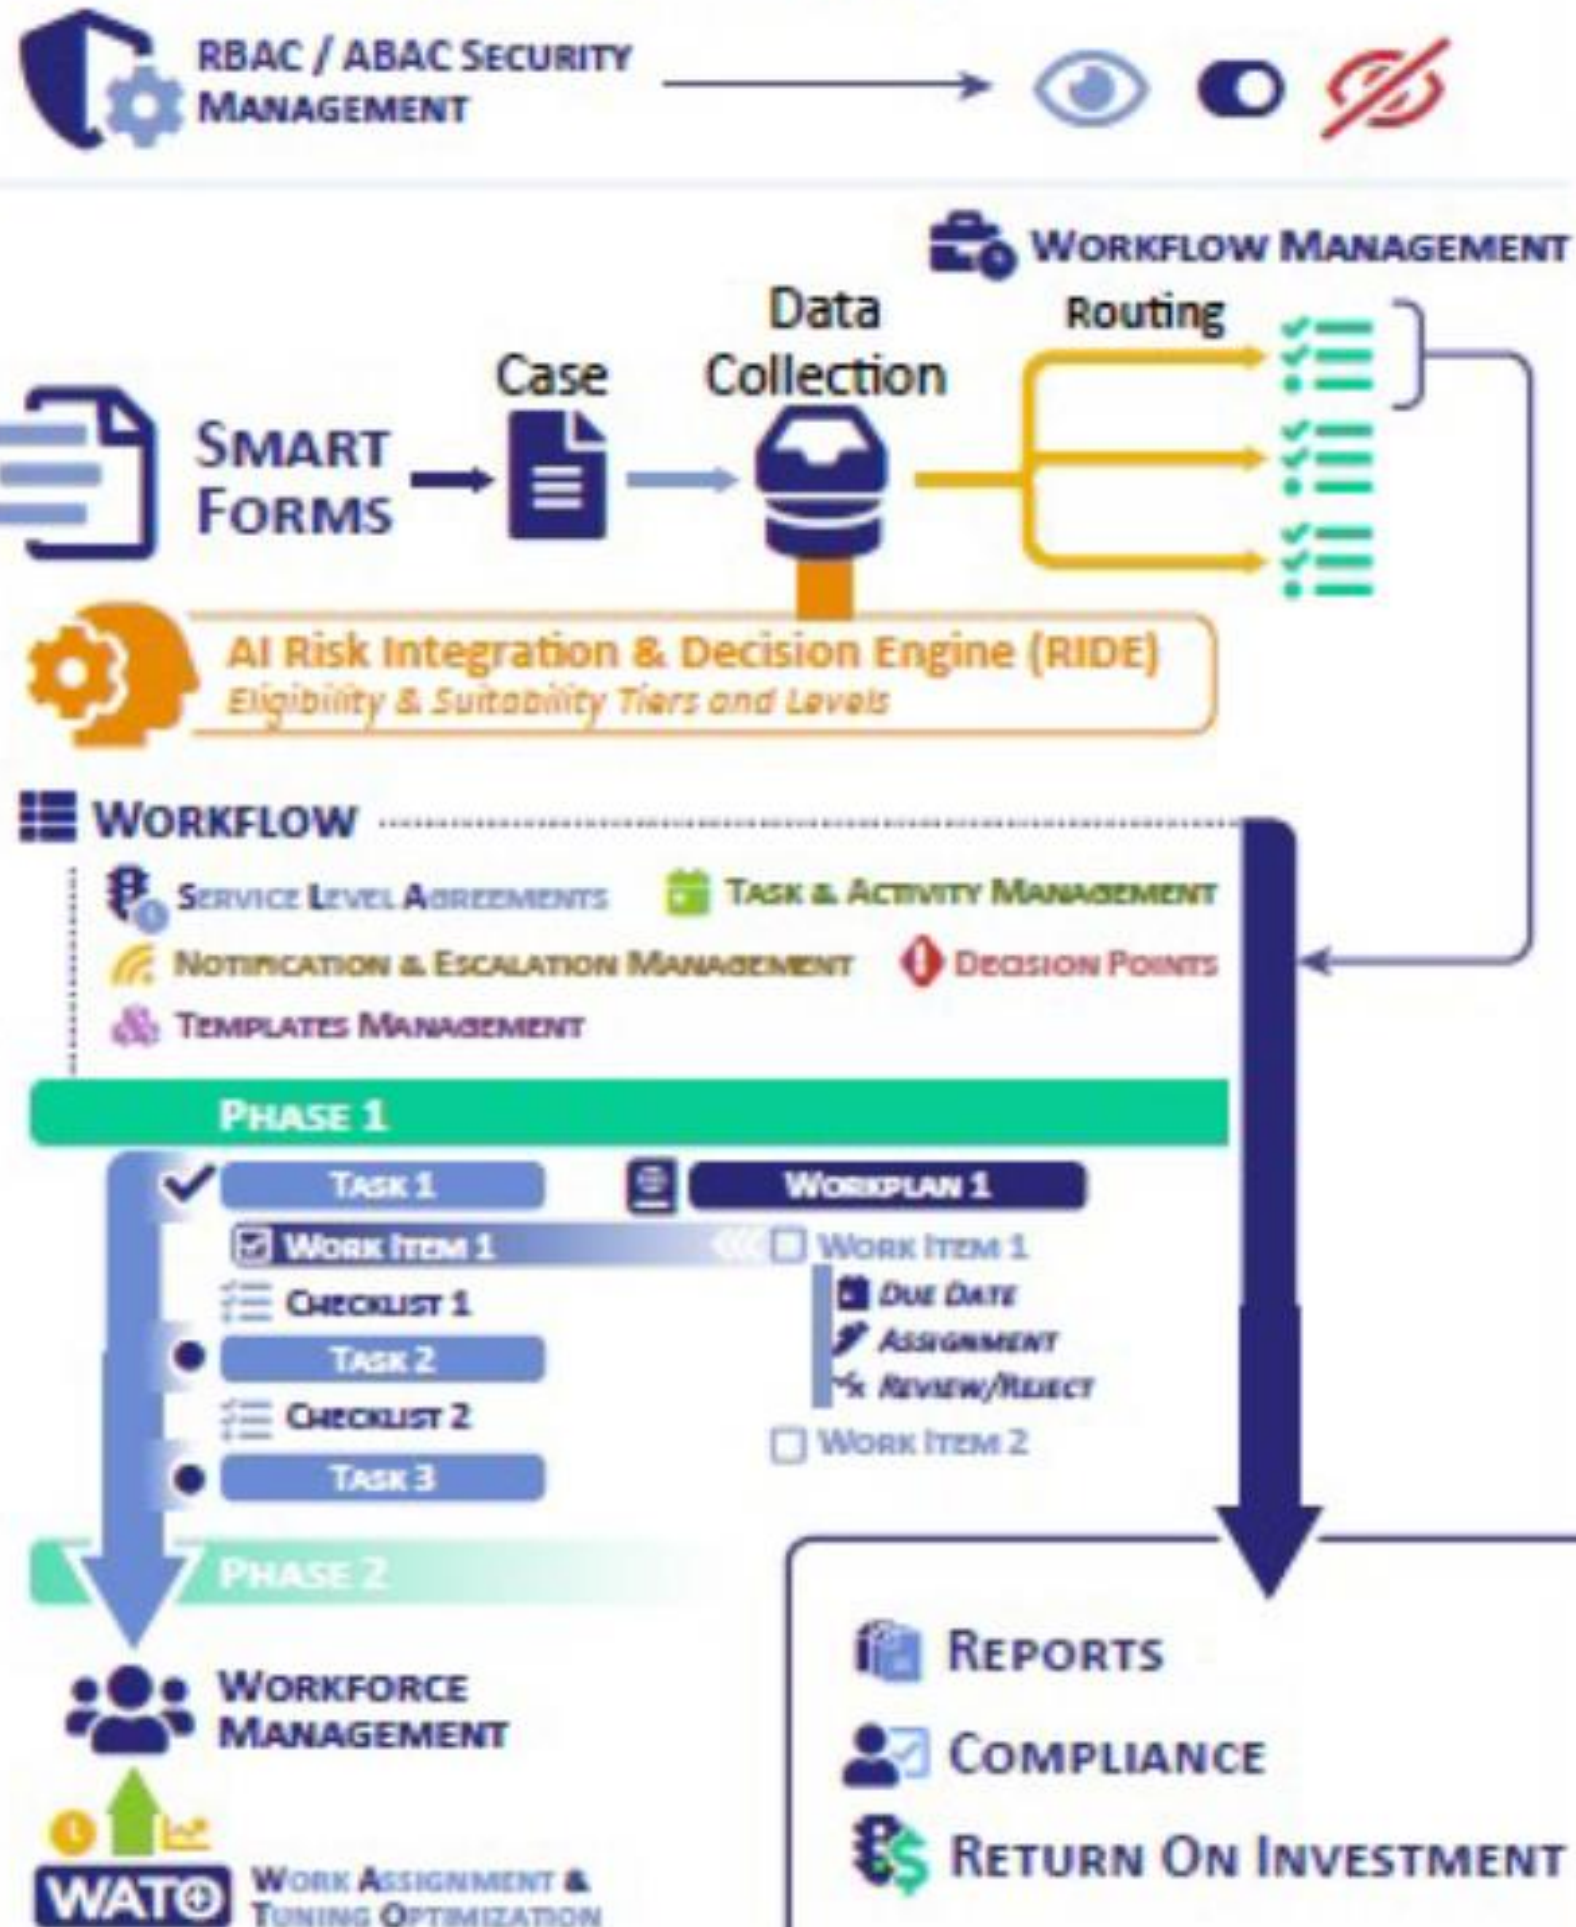 RBAC / ABAC SECURITY
MANAGEMENT
WORKFLOW MANAGEMENT
Data
Collection
Routing
Case
SMART
FORMS
AI Risk Integration & Decision Engine (RIDE)
Eligibility & Suitability Tiers and Levels
WORKFLOW
SERVICE LEVEL AGREEMENTS
TASK & ACTIVITY MANAGEMENT
NOTIFICATION & ESCALATION MANAGEMENT
DECISION POINTS
TEMPLATES MANAGEMENT
PHASE 1
TASK 1
WORKPLAN 1
WORK ITEM 1
WORK ITEM 1
CHECKLIST 1
DUE DATE
ASSIGNMENT
TASK 2
REVIEW/REJECT
CHECKLIST 2
WORK ITEM 2
TASK 3
PHASE 2
WORKFORCE
MANAGEMENT
REPORTS
COMPLIANCE
RETURN ON INVESTMENT
WATO
WORK ASSIGNMENT &
TUNING OPTIMIZATION